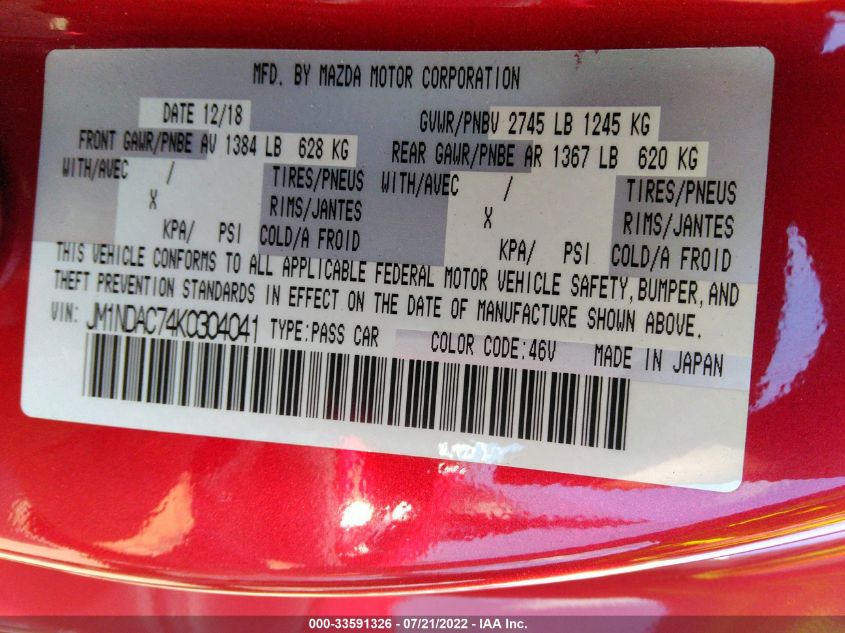 MFD. BY MAZDA MOTOR CORPORATION
DATE 12/18 GVWR/PNBV 2745 LB 1245 KG
FRONT GAWR/PNBE AV 1384 LB 628 KG REAR GAWR/PNBE AR 1367 LB 620 KG
WITH/AVEC / TIRES/PNEUS WITH/AVEC / TIRES/PNEUS
X RIMS/JANTES X RIMS/JANTES
KPA/ PSI COLD/A FROID KPA/ PSI COLD/A FROID
THIS VEHICLE CONFORMS TO ALL APPLICABLE FEDERAL MOTOR VEHICLE SAFETY, BUMPER, AND
THEFT PREVENTION STANDARDS IN EFFECT ON THE DATE OF MANUFACTURE SHOWN ABOVE.
VIN: JM1NDAC74K0304041 TYPE:PASS CAR COLOR CODE:46V MADE IN JAPAN
000-33591326 - 07/21/2022 - IAA Inc.